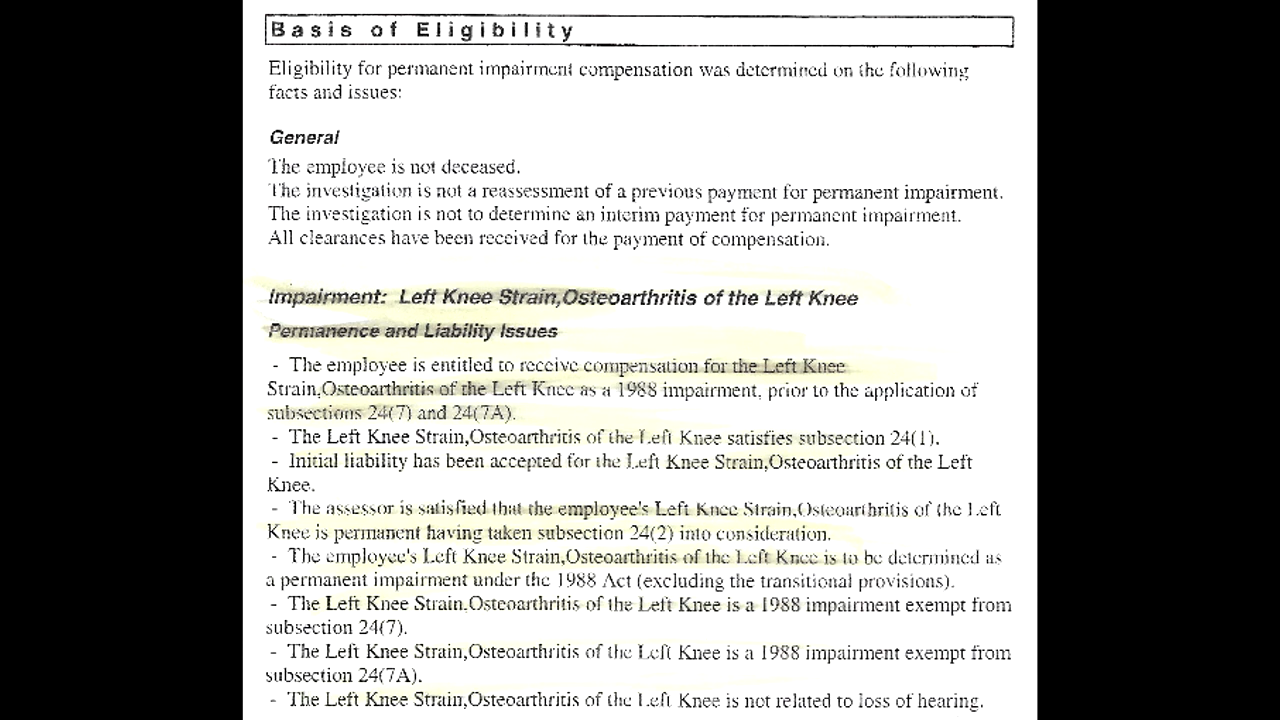 Basis of Eligibility
Eligibility for permanent impairment compensation was determined on the following
facts and issues:
General
The employee is not deceased.
The investigation is not a reassessment of a previous payment for permanent impairment.
The investigation is not to determine an interim payment for permanent impairment.
All clearances have been received for the payment of compensation.
Impairment: Left Knee Strain,Osteoarthritis of the Left Knee
Permanence and Liability Issues
- The employee is entitled to receive compensation for the Left Knee
Strain,Osteoarthritis of the Left Knee as a 1988 impairment, prior to the application of
subsections 24(7) and 24(7A).
- The Left Knee Strain,Osteoarthritis of the Left Knee satisfies subsection 24(1).
- Initial liability has been accepted for the Left Knee Strain,Osteoarthritis of the Left
Knee.
- The assessor is satisfied that the employee's Left Knee Strain,Osteoarthritis of the Left
Knee is permanent having taken subsection 24(2) into consideration.
- The employee's Left Knee Strain,Osteoarthritis of the Left Knee is to be determined as
a permanent impairment under the 1988 Act (excluding the transitional provisions).
- The Left Knee Strain,Osteoarthritis of the Left Knee is a 1988 impairment exempt from
subsection 24(7).
- The Left Knee Strain,Osteoarthritis of the Left Knee is a 1988 impairment exempt from
subsection 24(7A).
- The Left Knee Strain,Osteoarthritis of the Left Knee is not related to loss of hearing.